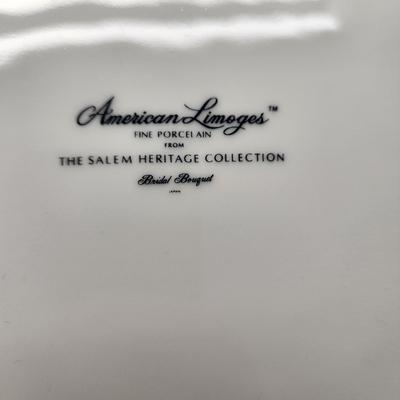 American Limoges™
FINE PORCELAIN
FROM
THE SALEM HERITAGE COLLECTION
Bridal Bouquet
JAPAN